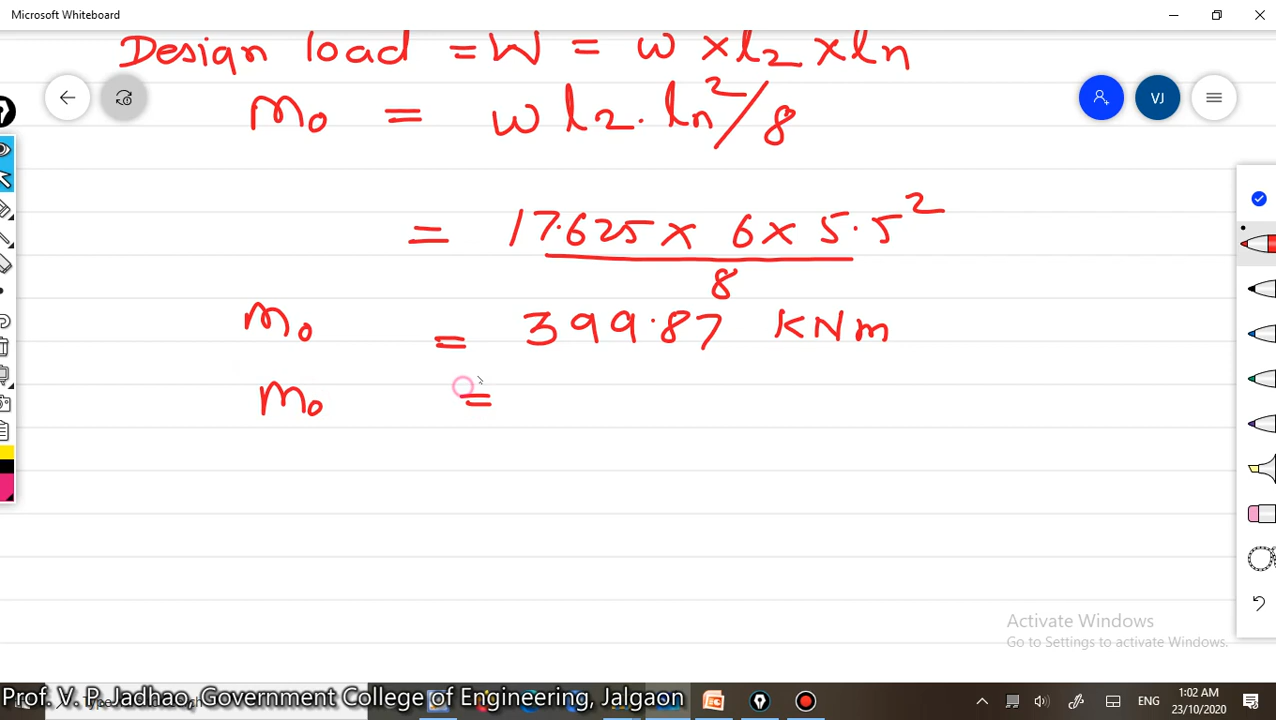 Microsoft Whiteboard
Design load = W = w × l2 × ln
VJ
Mo = w l2 . ln²/8
= 17.625 × 6 × 5.5²
8
Mo = 399.87 KNm
Mo =
Activate Windows
Go to Settings to activate Windows.
Prof. V. P. Jadhao, Government College of Engineering, Jalgaon
ENG
1:02 AM
23/10/2020